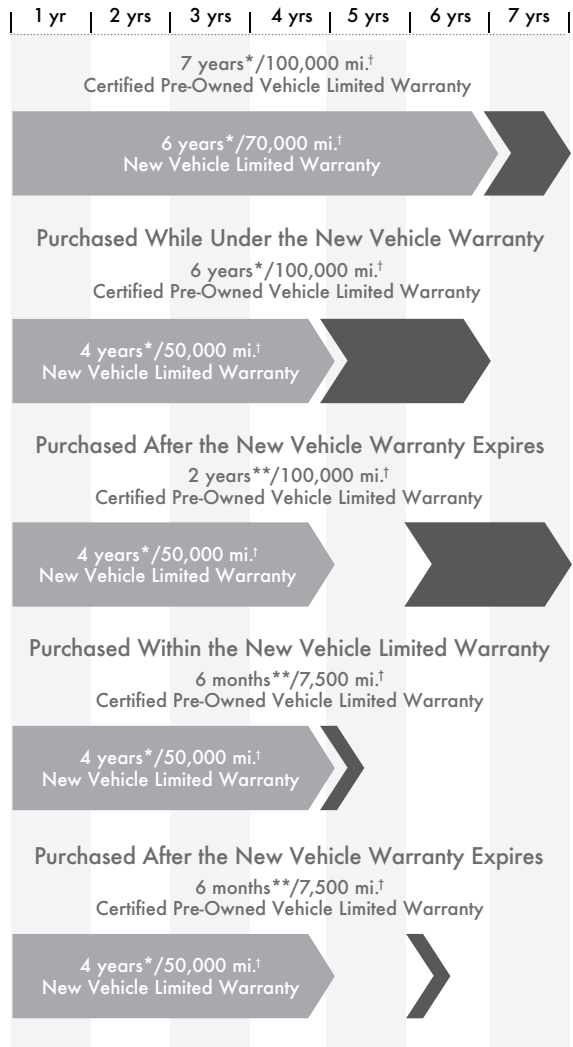 1 yr 2 yrs 3 yrs 4 yrs 5 yrs 6 yrs 7 yrs
7 years*/100,000 mi.†
Certified Pre-Owned Vehicle Limited Warranty
6 years*/70,000 mi.†
New Vehicle Limited Warranty
Purchased While Under the New Vehicle Warranty
6 years*/100,000 mi.†
Certified Pre-Owned Vehicle Limited Warranty
4 years*/50,000 mi.†
New Vehicle Limited Warranty
Purchased After the New Vehicle Warranty Expires
2 years**/100,000 mi.†
Certified Pre-Owned Vehicle Limited Warranty
4 years*/50,000 mi.†
New Vehicle Limited Warranty
Purchased Within the New Vehicle Limited Warranty
6 months**/7,500 mi.†
Certified Pre-Owned Vehicle Limited Warranty
4 years*/50,000 mi.†
New Vehicle Limited Warranty
Purchased After the New Vehicle Warranty Expires
6 months**/7,500 mi.†
Certified Pre-Owned Vehicle Limited Warranty
4 years*/50,000 mi.†
New Vehicle Limited Warranty